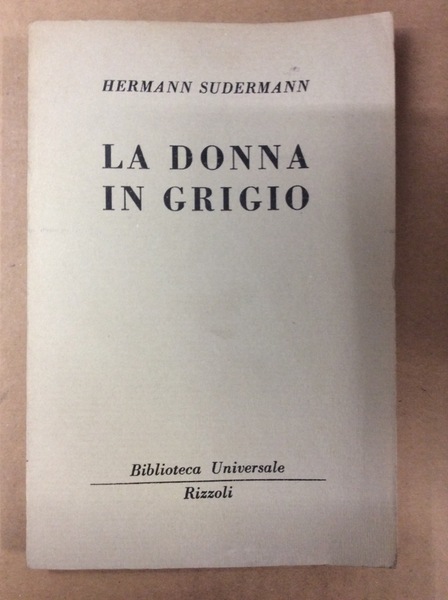 HERMANN SUDERMANN
LA DONNA
IN GRIGIO
Biblioteca Universale
Rizzoli